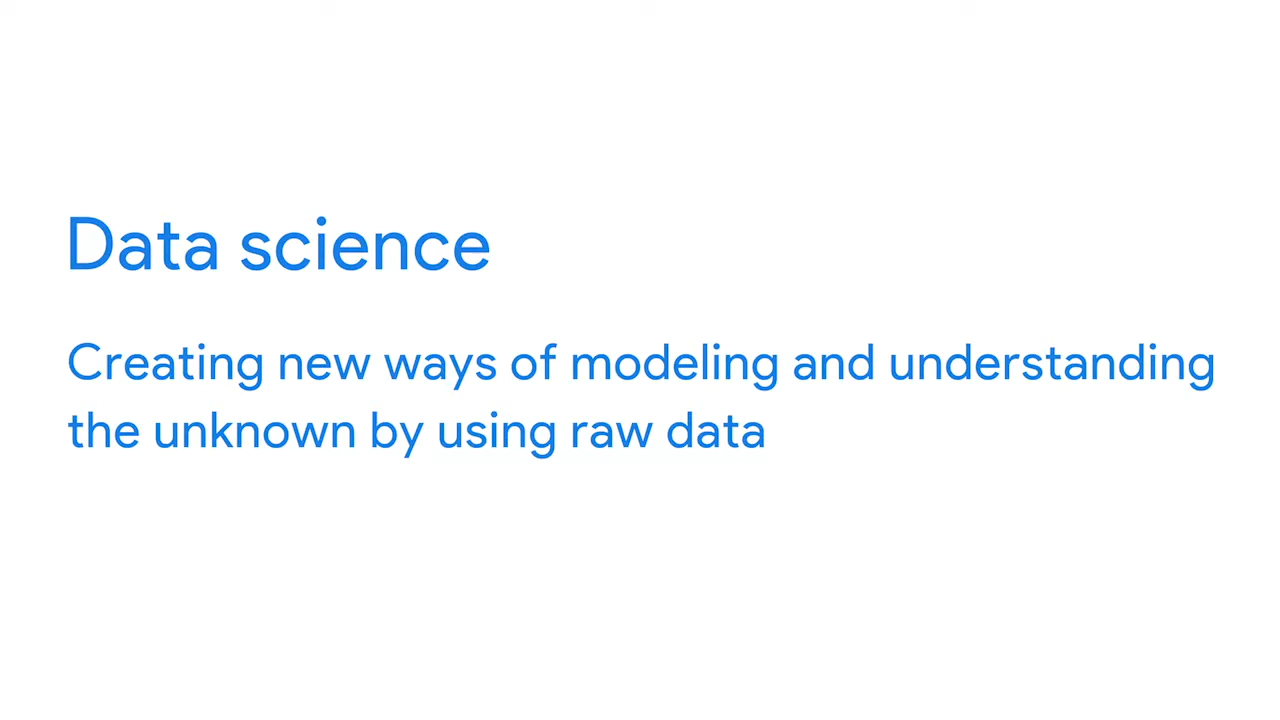 Data science
Creating new ways of modeling and understanding
the unknown by using raw data